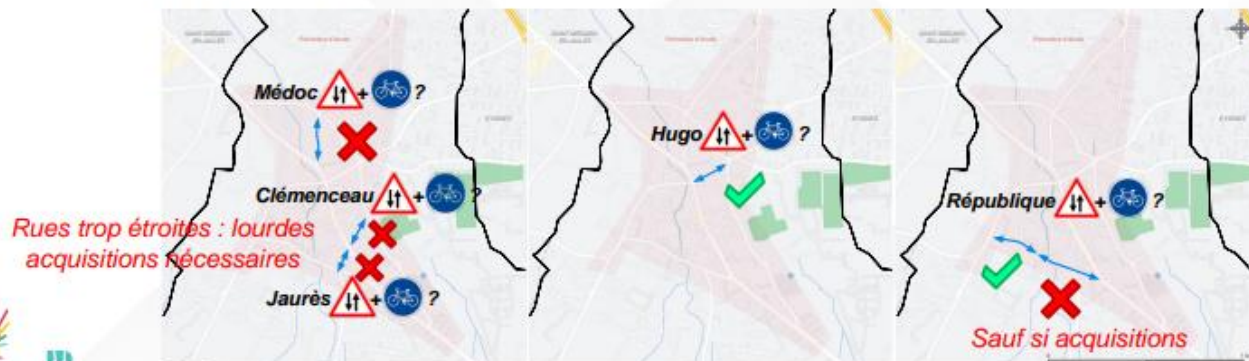 Médoc + ?
Clémenceau + ?
Rues trop étroites : lourdes
acquisitions nécessaires
Jaurès + ?
Hugo + ?
République + ?
Sauf si acquisitions